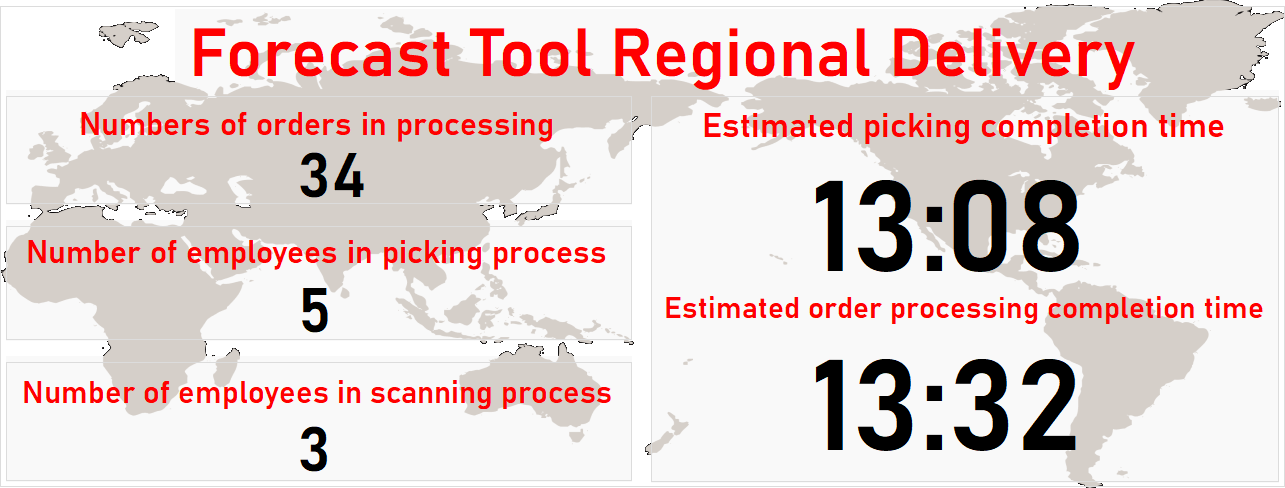 Forecast Tool Regional Delivery
Numbers of orders in processing
34
Number of employees in picking process
5
Number of employees in scanning process
3
Estimated picking completion time
13:08
Estimated order processing completion time
13:32